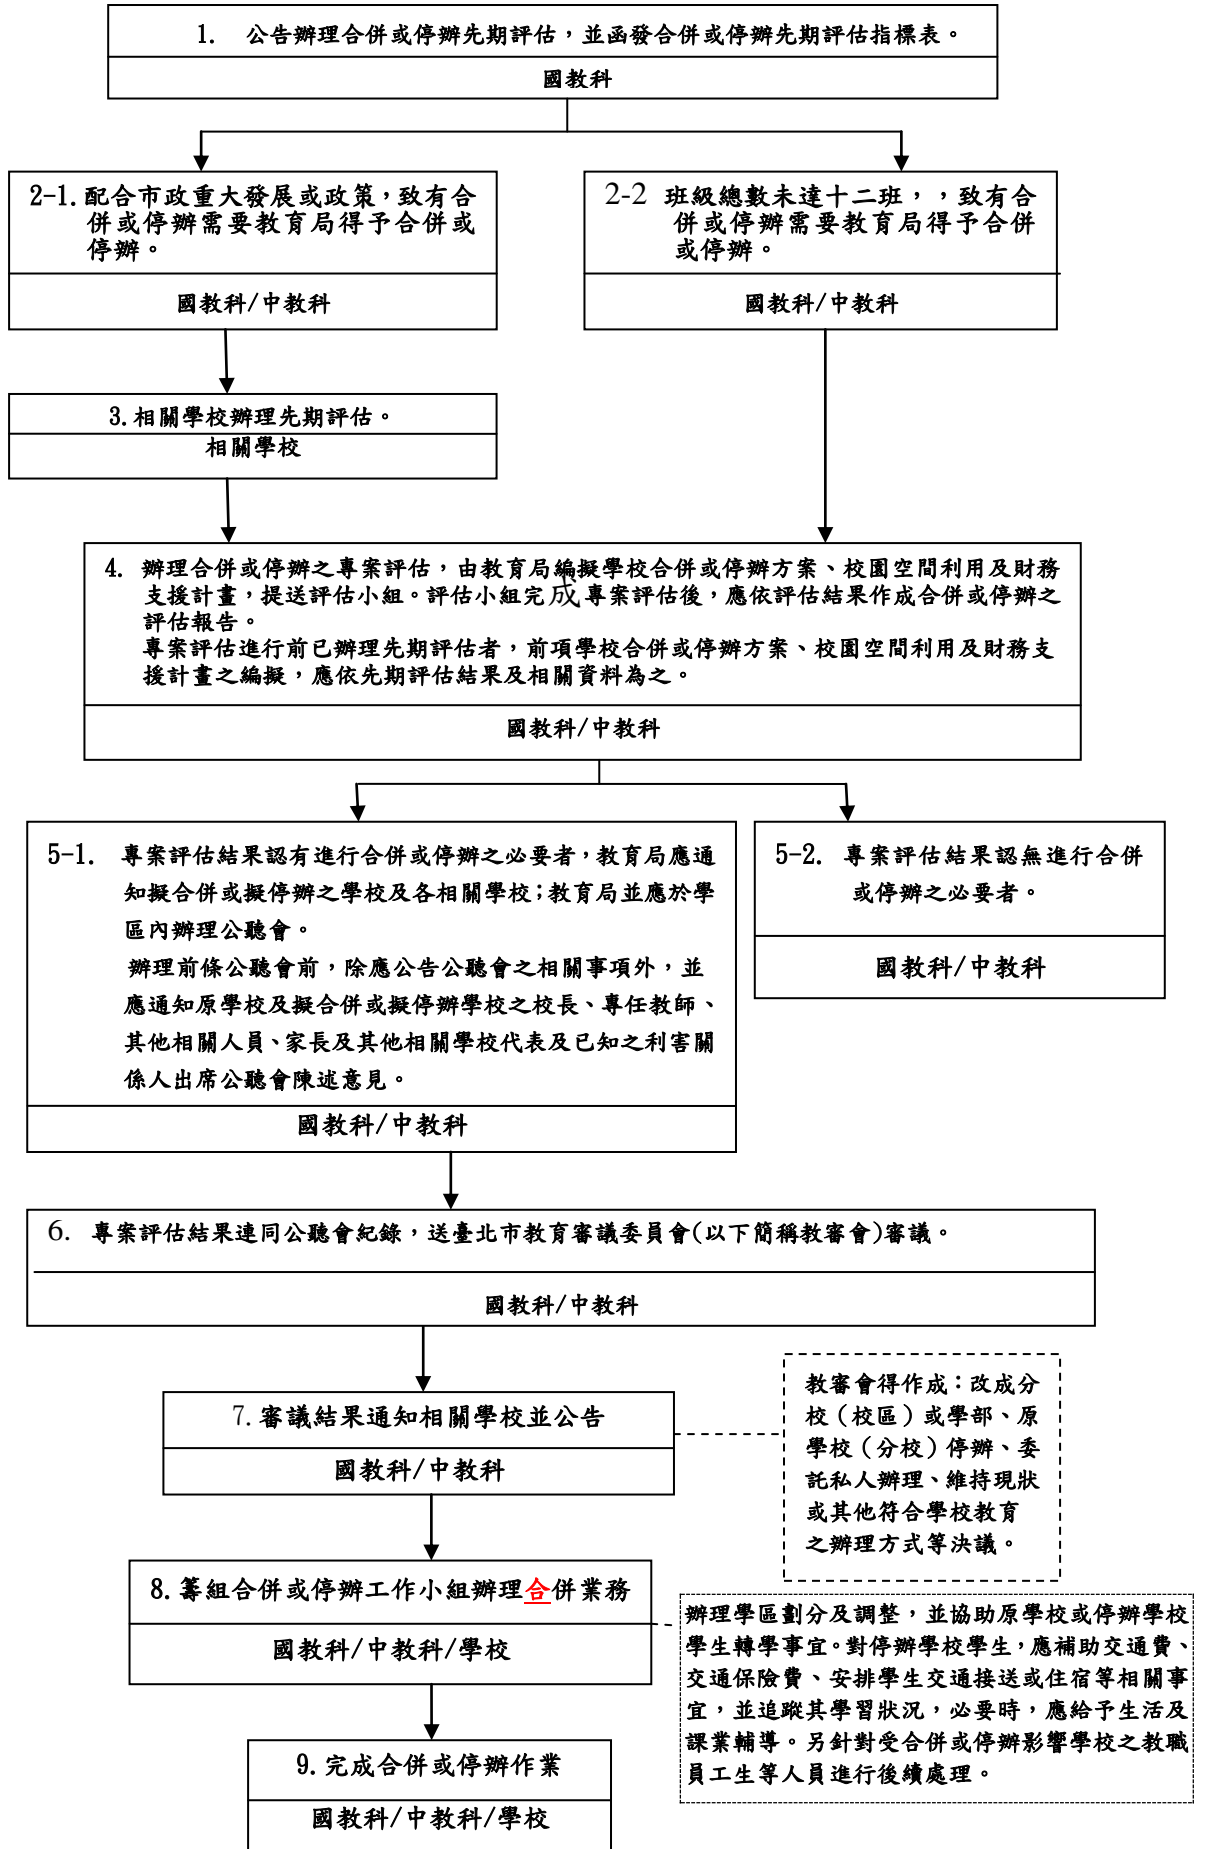 1. 公告辦理合併或停辦先期評估，並函發合併或停辦先期評估指標表。
國教科
2-1.配合市政重大發展或政策，致有合
併或停辦需要教育局得予合併或
停辦。
國教科/中教科
2-2 班級總數未達十二班，，致有合
併或停辦需要教育局得予合併
或停辦。
國教科/中教科
3.相關學校辦理先期評估。
相關學校
4. 辦理合併或停辦之專案評估，由教育局編擬學校合併或停辦方案、校園空間利用及財務
支援計畫，提送評估小組。評估小組完成專案評估後，應依評估結果作成合併或停辦之
評估報告。
專案評估進行前已辦理先期評估者，前項學校合併或停辦方案、校園空間利用及財務支
援計畫之編擬，應依先期評估結果及相關資料為之。
國教科/中教科
5-1. 專案評估結果認有進行合併或停辦之必要者，教育局應通
知擬合併或擬停辦之學校及各相關學校；教育局並應於學
區內辦理公聽會。
辦理前條公聽會前，除應公告公聽會之相關事項外，並
應通知原學校及擬合併或擬停辦學校之校長、專任教師、
其他相關人員、家長及其他相關學校代表及已知之利害關
係人出席公聽會陳述意見。
國教科/中教科
5-2. 專案評估結果認無進行合併
或停辦之必要者。
國教科/中教科
6. 專案評估結果連同公聽會紀錄，送臺北市教育審議委員會(以下簡稱教審會)審議。
國教科/中教科
7.審議結果通知相關學校並公告
國教科/中教科
教審會得作成：改成分
校（校區）或學部、原
學校（分校）停辦、委
託私人辦理、維持現狀
或其他符合學校教育
之辦理方式等決議。
8.籌組合併或停辦工作小組辦理合併業務
國教科/中教科/學校
辦理學區劃分及調整，並協助原學校或停辦學校
學生轉學事宜。對停辦學校學生，應補助交通費、
交通保險費、安排學生交通接送或住宿等相關事
宜，並追蹤其學習狀況，必要時，應給予生活及
課業輔導。另針對受合併或停辦影響學校之教職
員工生等人員進行後續處理。
9.完成合併或停辦作業
國教科/中教科/學校